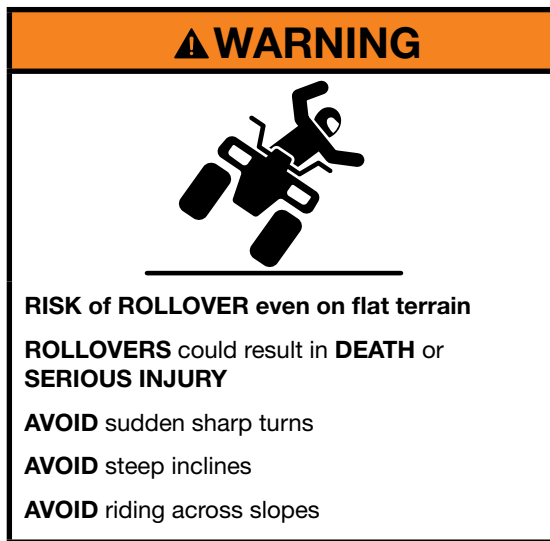 WARNING
RISK of ROLLOVER even on flat terrain
ROLLOVERS could result in DEATH or
SERIOUS INJURY
AVOID sudden sharp turns
AVOID steep inclines
AVOID riding across slopes